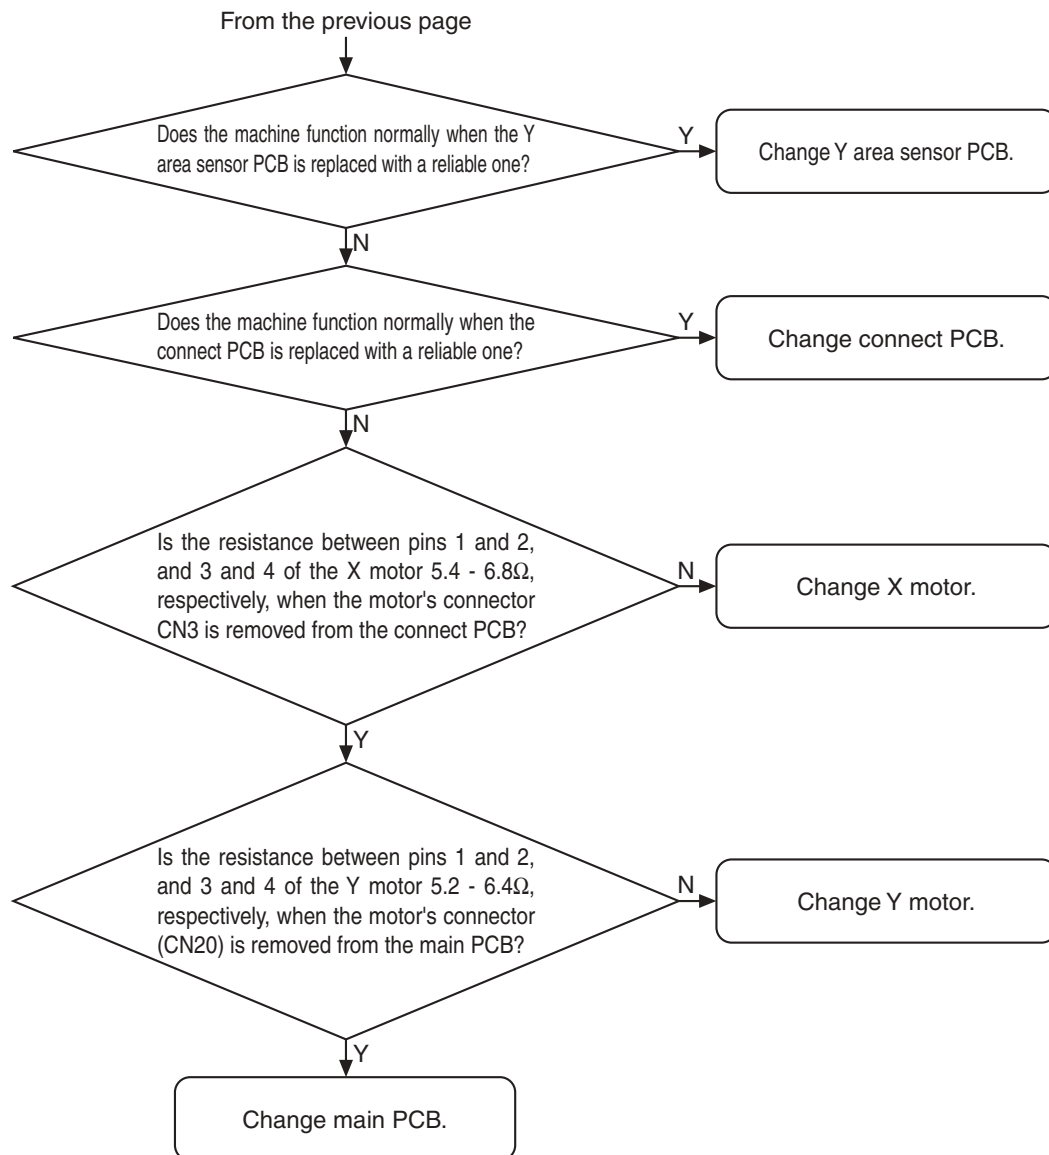 From the previous page
Does the machine function normally when the Y
area sensor PCB is replaced with a reliable one?
Y
Change Y area sensor PCB.
N
Does the machine function normally when the
connect PCB is replaced with a reliable one?
Y
Change connect PCB.
N
Is the resistance between pins 1 and 2,
and 3 and 4 of the X motor 5.4 - 6.8Ω,
respectively, when the motor's connector
CN3 is removed from the connect PCB?
N
Change X motor.
Y
Is the resistance between pins 1 and 2,
and 3 and 4 of the Y motor 5.2 - 6.4Ω,
respectively, when the motor's connector
(CN20) is removed from the main PCB?
N
Change Y motor.
Y
Change main PCB.